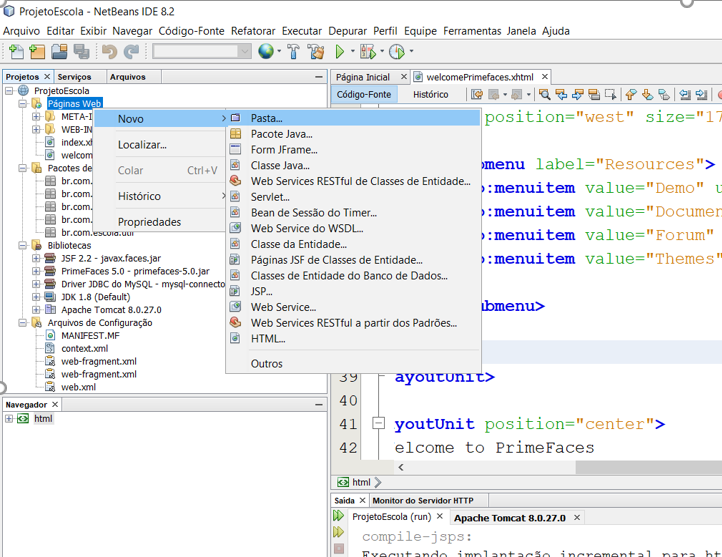 ProjetoEscola - NetBeans IDE 8.2
Arquivo Editar Exibir Navegar Código-Fonte Refatorar Executar Depurar Perfil Equipe Ferramentas Janela Ajuda
Projetos Serviços Arquivos
ProjetoEscola
Páginas Web
META-I
WEB-IN
index.xh
welcom
Pacotes de
br.com.
br.com.
br.com.
br.com.escola.util
Bibliotecas
JSF 2.2 - javax.faces.jar
PrimeFaces 5.0 - primefaces-5.0.jar
Driver JDBC do MySQL - mysql-connecto
JDK 1.8 (Default)
Apache Tomcat 8.0.27.0
Arquivos de Configuração
MANIFEST.MF
context.xml
web-fragment.xml
web-fragment.xml
web.xml
Novo
Localizar...
Colar Ctrl+V
Histórico
Propriedades
Pasta...
Pacote Java...
Form JFrame...
Classe Java...
Web Services RESTful de Classes de Entidade...
Servlet...
Bean de Sessão do Timer...
Web Service do WSDL...
Classe da Entidade...
Páginas JSF de Classes de Entidade...
Classes de Entidade do Banco de Dados...
JSP...
Web Service...
Web Services RESTful a partir dos Padrões...
HTML...
Outros
Navegador
html
Página Inicial welcomePrimefaces.xhtml
Código-Fonte Histórico
position="west" size="17
bmenu label="Resources">
p:menuitem value="Demo" u
p:menuitem value="Documen
p:menuitem value="Forum"
p:menuitem value="Themes"
ubmenu>
39 ayoutUnit>
40
41 youtUnit position="center">
42 elcome to PrimeFaces
html
Saída Monitor do Servidor HTTP
ProjetoEscola (run) Apache Tomcat 8.0.27.0
compile-jsps: